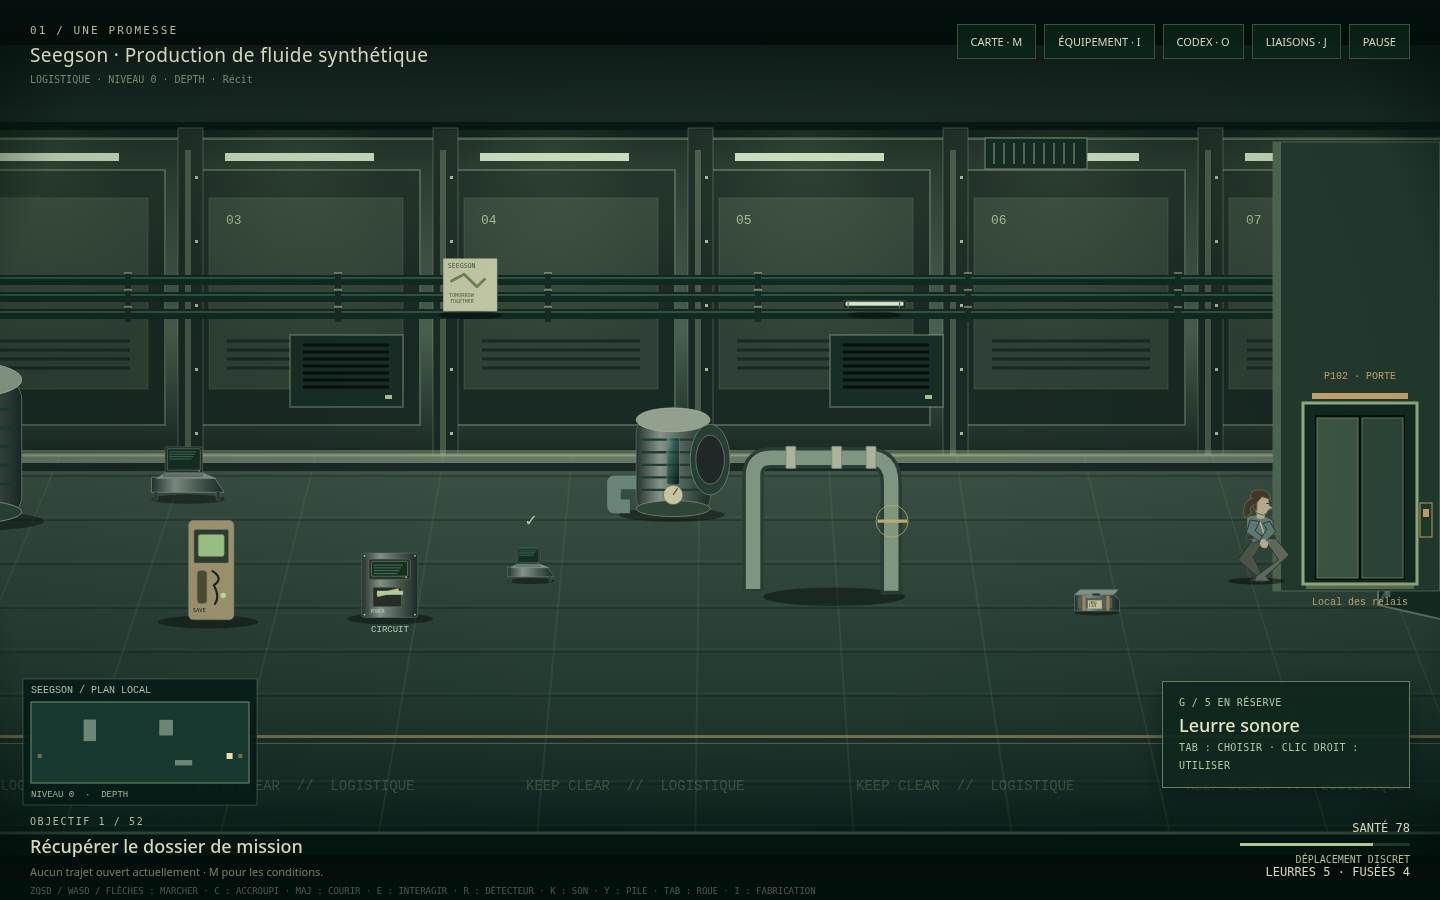 01 / UNE PROMESSE
Seegson · Production de fluide synthétique
LOGISTIQUE · NIVEAU 0 · DEPTH · Récit
CARTE · M
ÉQUIPEMENT · I
CODEX · O
LIAISONS · J
PAUSE
03
04
05
06
07
SEEGSON
TOMORROW
TOGETHER
P102 · PORTE
SAVE
CIRCUIT
✓
Local des relais
SEEGSON / PLAN LOCAL
NIVEAU 0 · DEPTH
KEEP CLEAR // LOGISTIQUE
KEEP CLEAR // LOGISTIQUE
G / 5 EN RÉSERVE
Leurre sonore
TAB : CHOISIR · CLIC DROIT :
UTILISER
OBJECTIF 1 / 52
Récupérer le dossier de mission
Aucun trajet ouvert actuellement · M pour les conditions.
ZQSD / WASD / FLÈCHES : MARCHER · C : ACCROUPI · MAJ : COURIR · E : INTERAGIR · R : DÉTECTEUR · K : SON · Y : PILE · TAB : ROUE · I : FABRICATION
SANTÉ 78
DÉPLACEMENT DISCRET
LEURRES 5 · FUSÉES 4